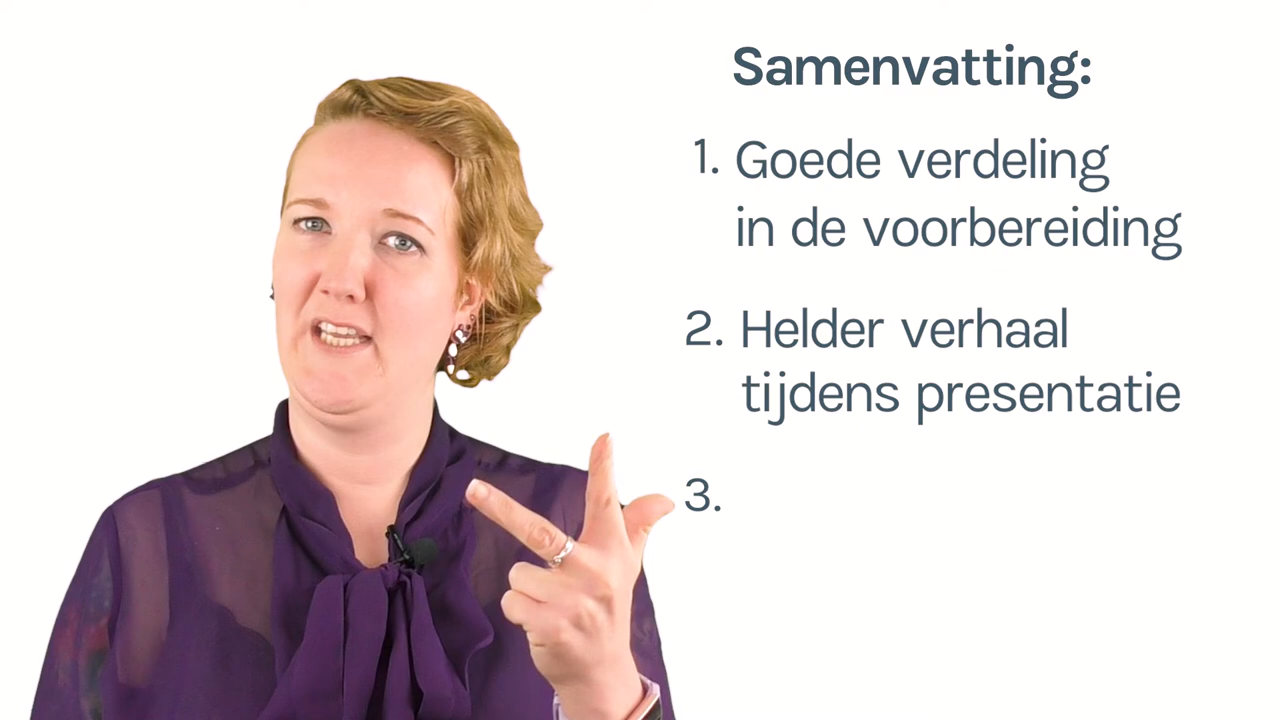 Samenvatting:
1. Goede verdeling
in de voorbereiding
2. Helder verhaal
tijdens presentatie
3.